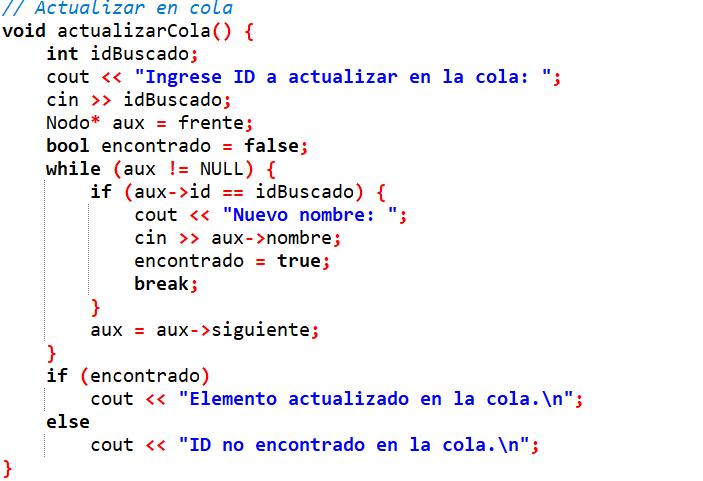 // Actualizar en cola
void actualizarCola() {
    int idBuscado;
    cout << "Ingrese ID a actualizar en la cola: ";
    cin >> idBuscado;
    Nodo* aux = frente;
    bool encontrado = false;
    while (aux != NULL) {
        if (aux->id == idBuscado) {
            cout << "Nuevo nombre: ";
            cin >> aux->nombre;
            encontrado = true;
            break;
        }
        aux = aux->siguiente;
    }
    if (encontrado)
        cout << "Elemento actualizado en la cola.\n";
    else
        cout << "ID no encontrado en la cola.\n";
}